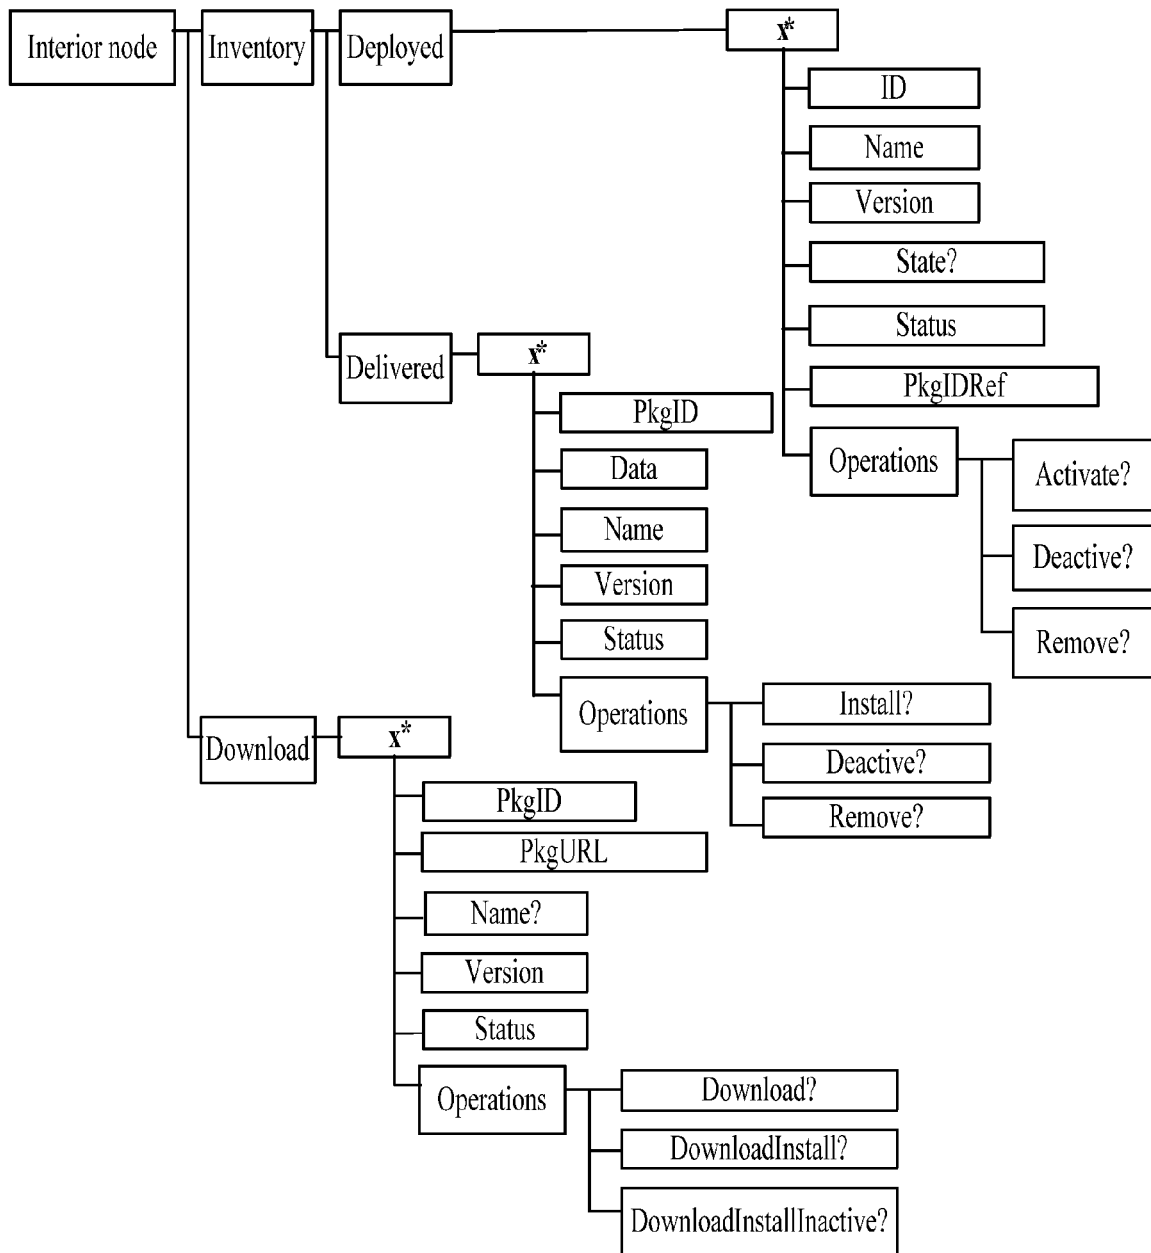 Interior node
Inventory
Deployed
x*
ID
Name
Version
State?
Status
PkgIDRef
Operations
Activate?
Deactive?
Remove?
Delivered
x*
PkgID
Data
Name
Version
Status
Operations
Install?
Deactive?
Remove?
Download
x*
PkgID
PkgURL
Name?
Version
Status
Operations
Download?
DownloadInstall?
DownloadInstallInactive?